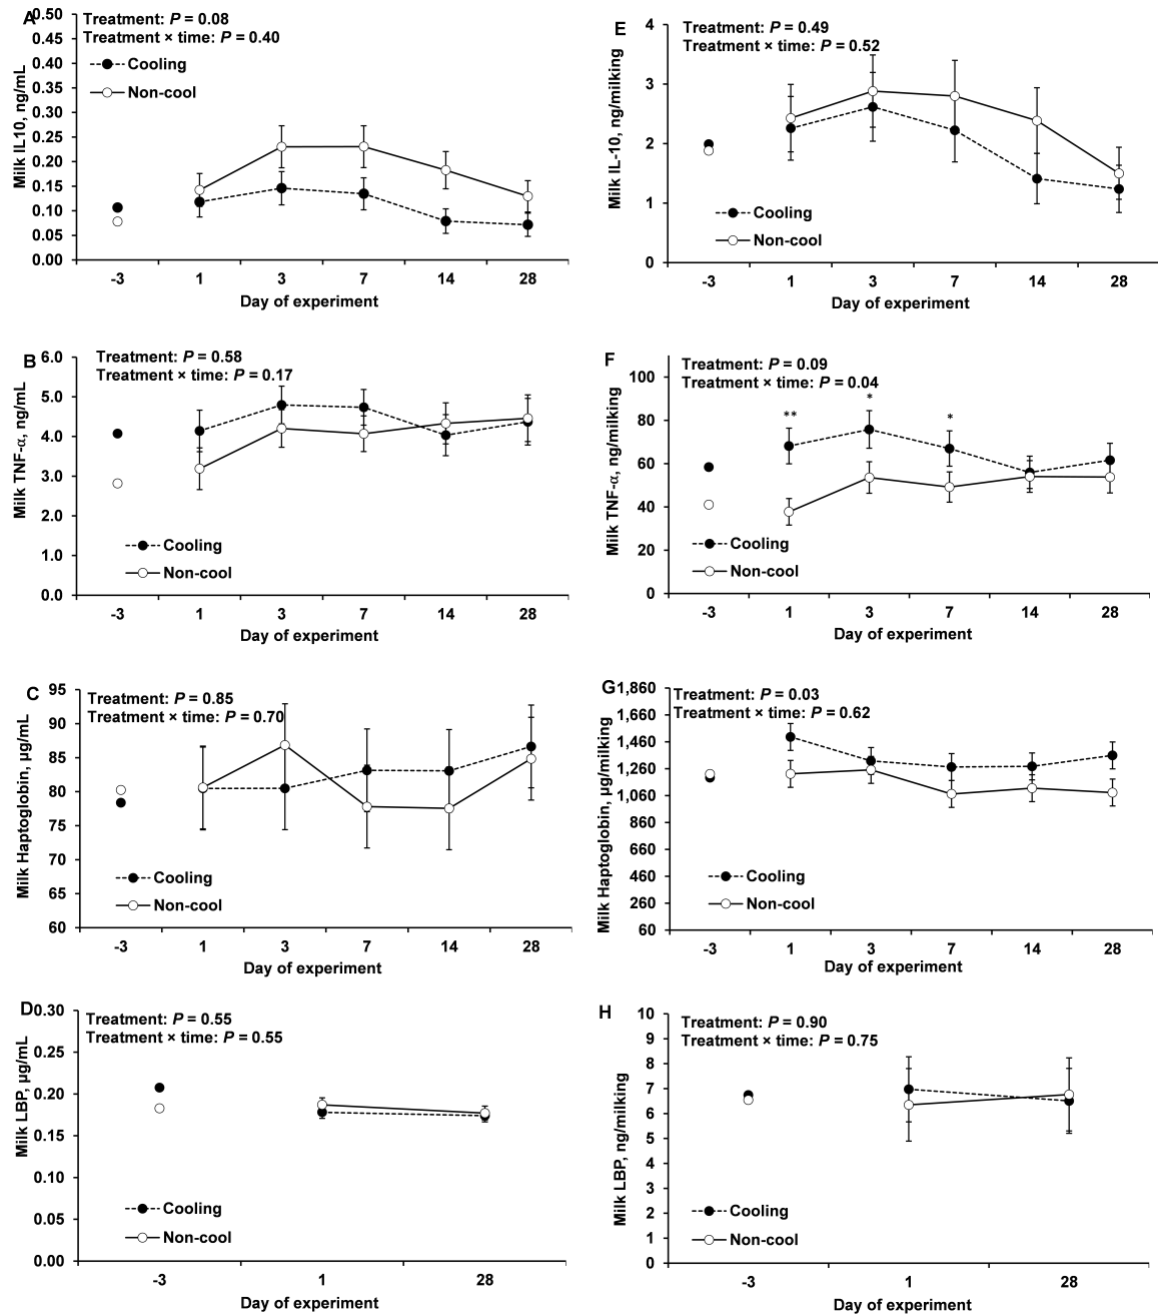 A
Treatment: P = 0.08
Treatment × time: P = 0.40
Cooling
Non-cool
Milk IL10, ng/mL
0.50
0.45
0.40
0.35
0.30
0.25
0.20
0.15
0.10
0.05
0.00
-3 1 3 7 14 28
Day of experiment
E
Treatment: P = 0.49
Treatment × time: P = 0.52
Milk IL-10, ng/milking
4
3
2
1
0
Cooling
Non-cool
-3 1 3 7 14 28
Day of experiment
B
Treatment: P = 0.58
Treatment × time: P = 0.17
Milk TNF-α, ng/mL
6.0
5.0
4.0
3.0
2.0
1.0
0.0
Cooling
Non-cool
-3 1 3 7 14 28
Day of experiment
F
Treatment: P = 0.09
Treatment × time: P = 0.04
Milk TNF-α, ng/milking
100
80
60
40
20
0
** * *
Cooling
Non-cool
-3 1 3 7 14 28
Day of experiment
C
Treatment: P = 0.85
Treatment × time: P = 0.70
Milk Haptoglobin, µg/mL
95
90
85
80
75
70
65
60
Cooling
Non-cool
-3 1 3 7 14 28
Day of experiment
G
Treatment: P = 0.03
Treatment × time: P = 0.62
Milk Haptoglobin, µg/milking
1,860
1,660
1,460
1,260
1,060
860
660
460
260
60
Cooling
Non-cool
-3 1 3 7 14 28
Day of experiment
D
Treatment: P = 0.55
Treatment × time: P = 0.55
Milk LBP, µg/mL
0.30
0.25
0.20
0.15
0.10
0.05
0.00
Cooling
Non-cool
-3 1 28
Day of experiment
H
Treatment: P = 0.90
Treatment × time: P = 0.75
Milk LBP, ng/milking
10
9
8
7
6
5
4
3
2
1
0
Cooling
Non-cool
-3 1 28
Day of experiment